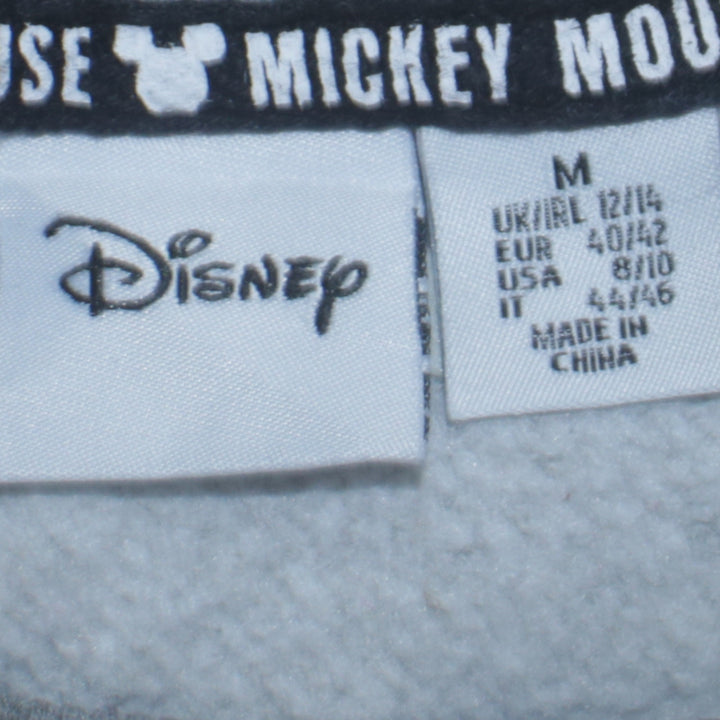 USE MICKEY MOU
Disney
M
UK/IRL 12/14
EUR 40/42
USA 8/10
IT 44/46
MADE IN
CHINA